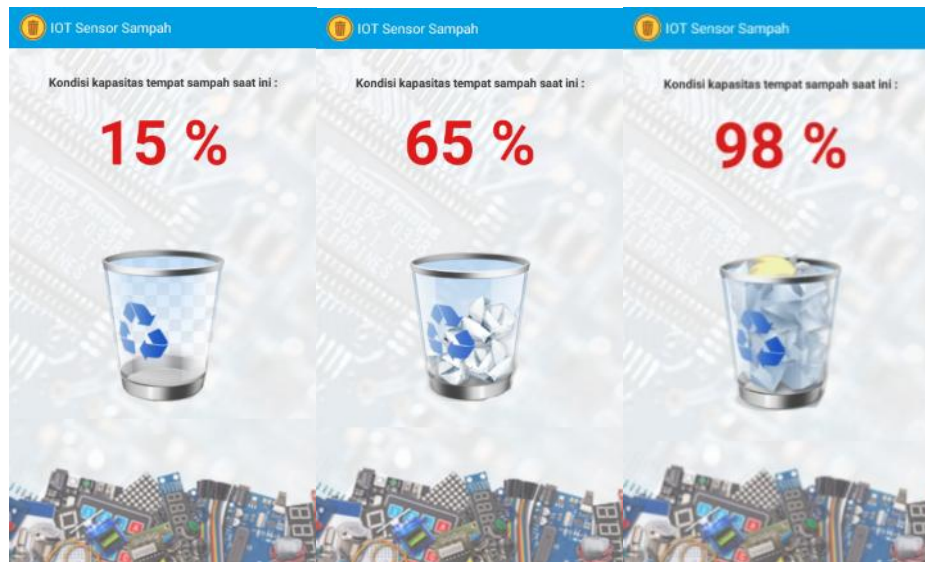 IOT Sensor Sampah
Kondisi kapasitas tempat sampah saat ini :
15 %
IOT Sensor Sampah
Kondisi kapasitas tempat sampah saat ini :
65 %
IOT Sensor Sampah
Kondisi kapasitas tempat sampah saat ini :
98 %